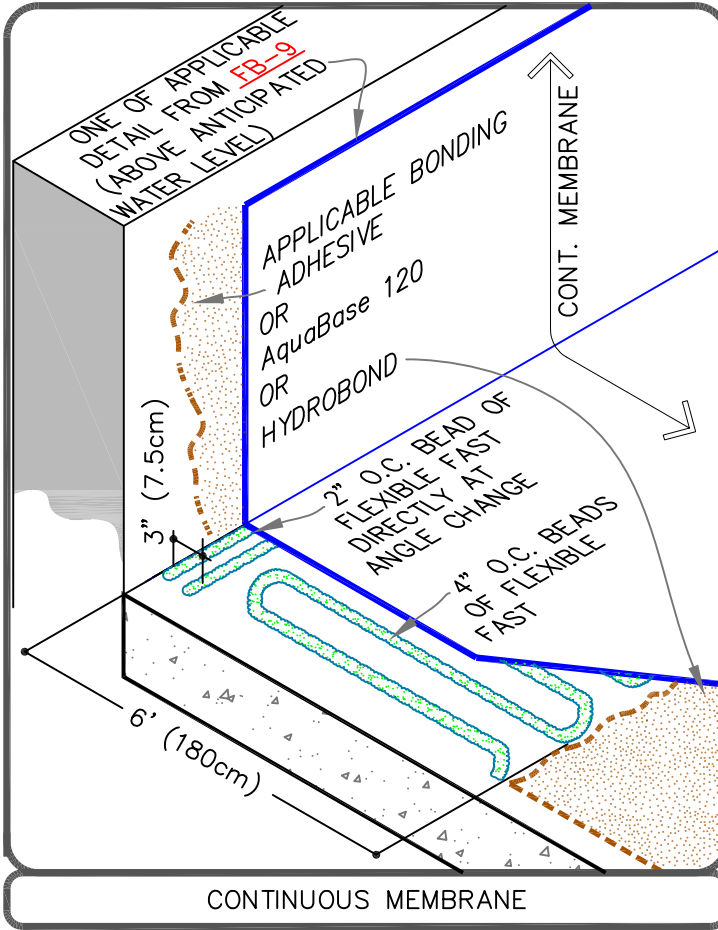 ONE OF APPLICABLE
DETAIL FROM FB-9
(ABOVE ANTICIPATED
WATER LEVEL)
CONT. MEMBRANE
APPLICABLE BONDING
ADHESIVE
OR
AquaBase 120
OR
HYDROBOND
3" (7.5cm)
2" O.C. BEAD OF
FLEXIBLE FAST
DIRECTLY AT
ANGLE CHANGE
4" O.C. BEADS
OF FLEXIBLE
FAST
6' (180cm)
CONTINUOUS MEMBRANE